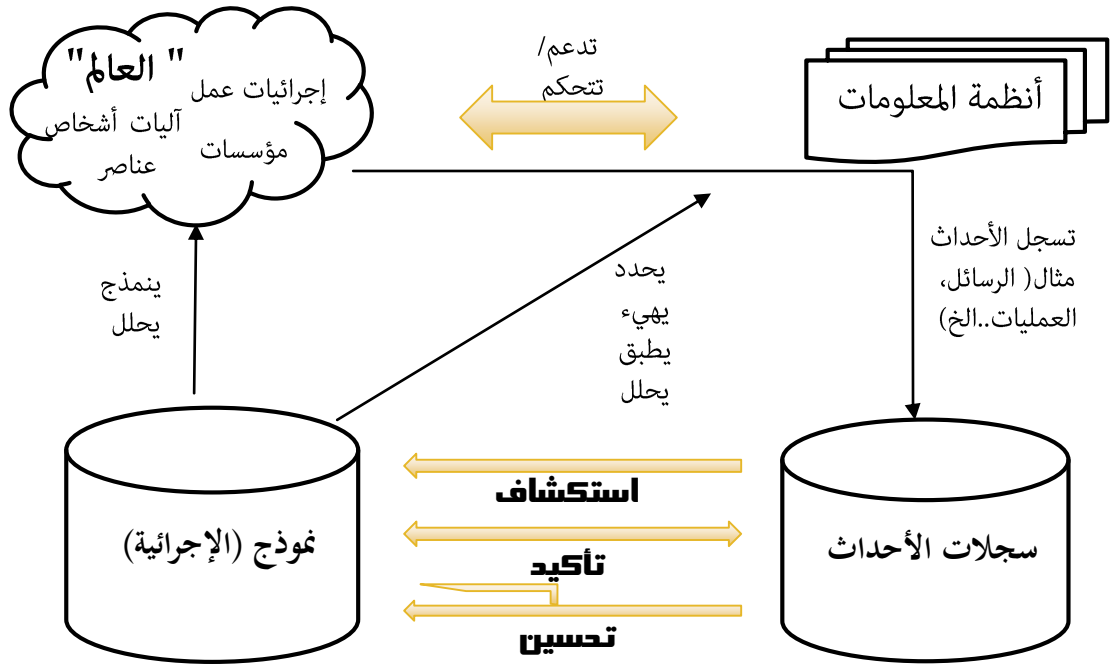 "العالم"
إجرائيات عمل
آليات أشخاص
مؤسسات
عناصر
تدعم/
تتحكم
أنظمة المعلومات
تسجل الأحداث
مثال( الرسائل،
العمليات..الخ)
ينمذج
يحلل
يحدد
يهيء
يطبق
يحلل
نموذج (الإجرائية)
استكشاف
تأكيد
تحسين
سجلات الأحداث